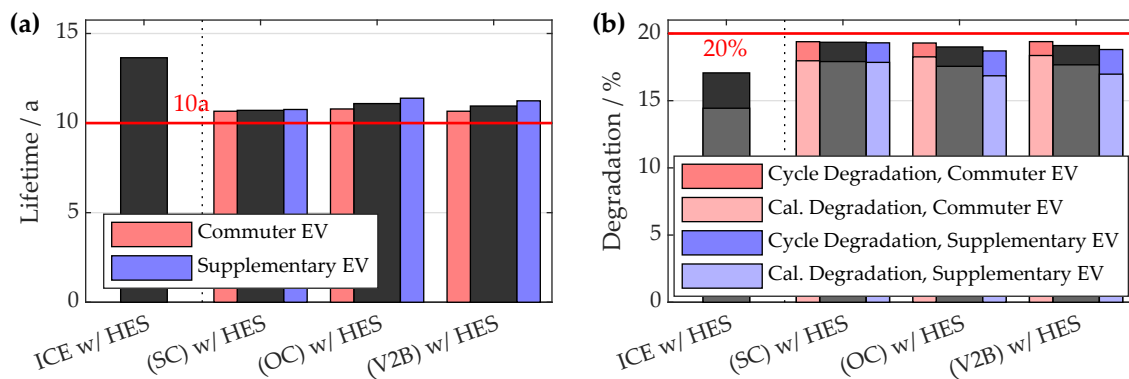 (a)
Lifetime / a
15
10
5
0
10a
Commuter EV
Supplementary EV
ICE w/ HES
(SC) w/ HES
(OC) w/ HES
(V2B) w/ HES
(b)
Degradation / %
20
15
10
5
0
20%
Cycle Degradation, Commuter EV
Cal. Degradation, Commuter EV
Cycle Degradation, Supplementary EV
Cal. Degradation, Supplementary EV
ICE w/ HES
(SC) w/ HES
(OC) w/ HES
(V2B) w/ HES